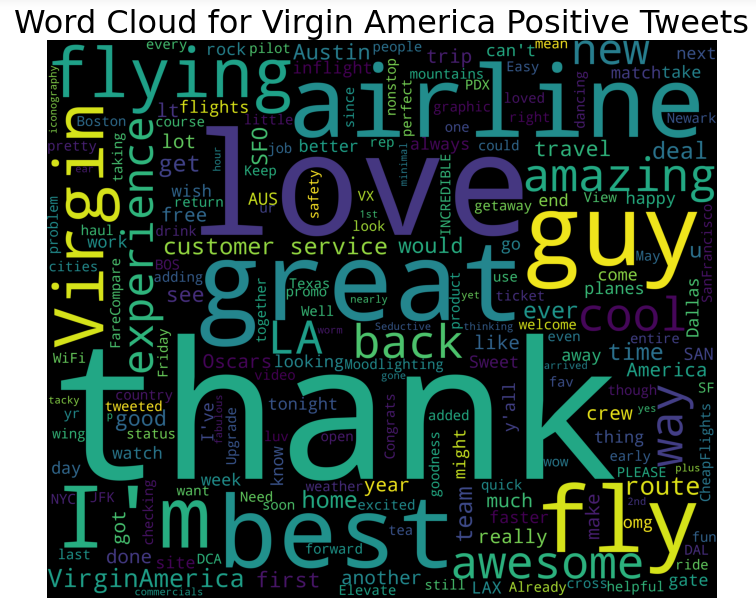 Word Cloud for Virgin America Positive Tweets
every rock pilot Austin people trip can't mean new next
iconography flying inflight nonstop mountains Easy match take
airline perfect PDX loved dancing
lt flights since graphic right Newark
Boston course little one
Virgin pretty taking experience lot SFO job better rep always could travel deal
get Keep minimal INCREDIBLE amazing
hour love safety
wish AUS VX getaway end View happy
return ur 1st look guy
problem free
haul drink
work customer service would go May u
cities BOS great use come SanFrancisco
adding Texas planes
FareCompare see promo together nearly product yet ticket ever cool Dallas
Friday Well worm Seductive thinking welcome entire
WiFi LA back like even time SAN
Oscars looking Moodlighting Sweet arrived away America
thank video gone fav though SF
tacky country
yr tweeted p good I've fabulous Upgrade luv tonight open Congrats added y'all crew yes way
wing status goodness might wow thing early CheapFlights
watch know
day week weather PLEASE plus
NYC JFK want Need year quick route
I'm got checking soon home excited team much faster make 2nd
best really fly omg
last done site DCA forward tea awesome fun DAL
VirginAmerica first another still LAX Already cross helpful ride gate
commercials Elevate